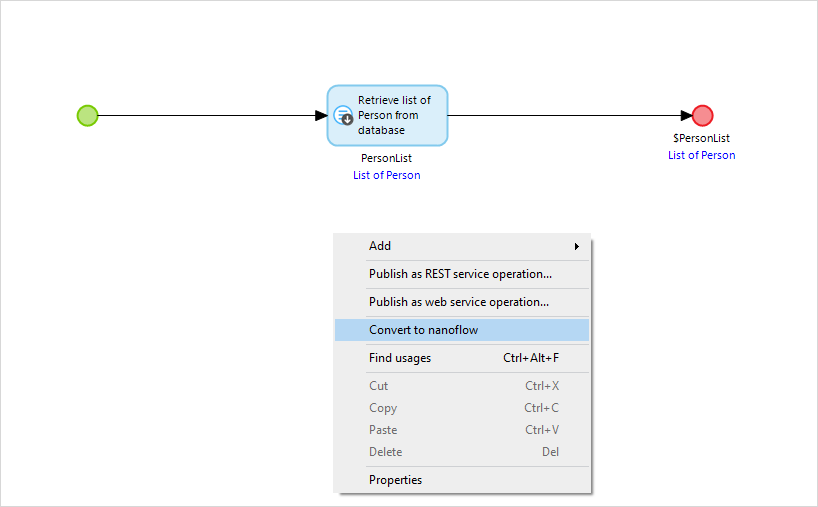 Retrieve list of
Person from
database
PersonList
List of Person
$PersonList
List of Person
Add
Publish as REST service operation...
Publish as web service operation...
Convert to nanoflow
Find usages Ctrl+Alt+F
Cut Ctrl+X
Copy Ctrl+C
Paste Ctrl+V
Delete Del
Properties